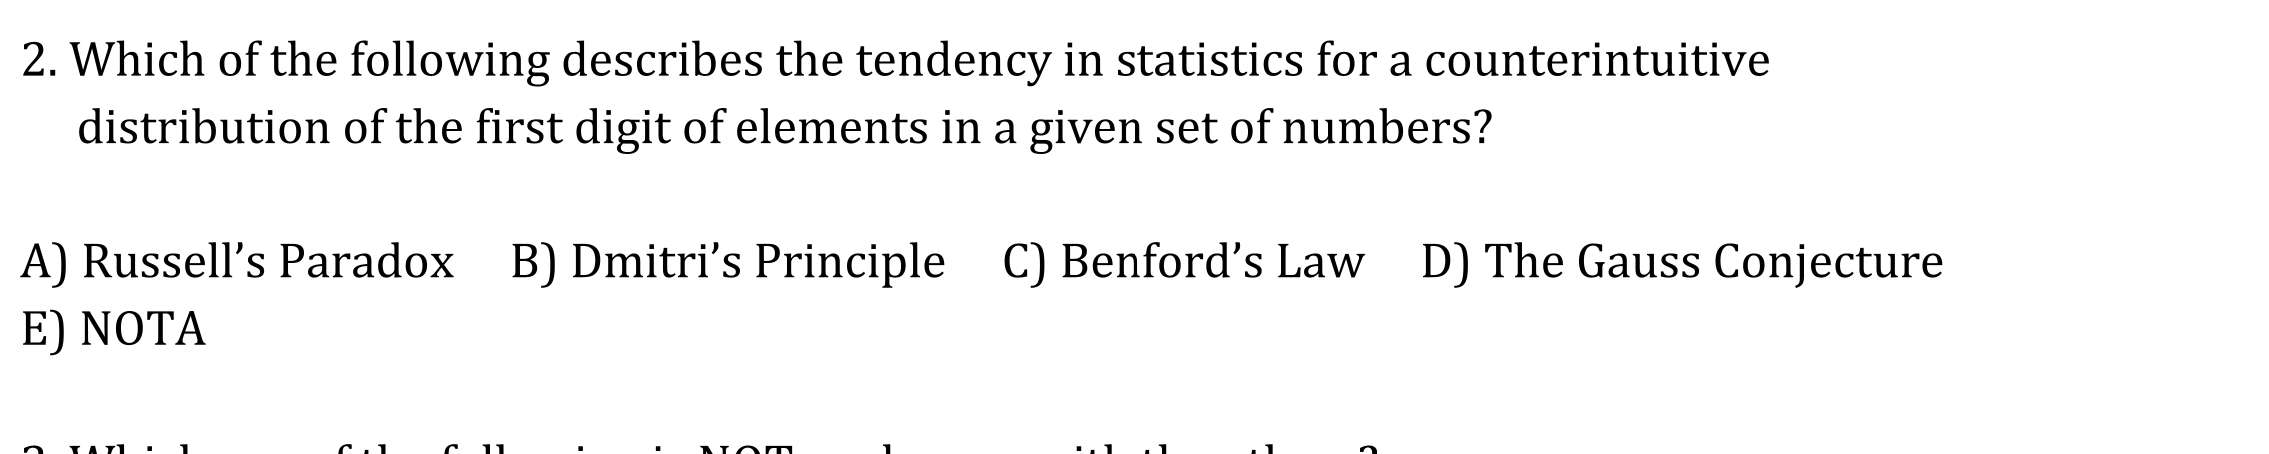 2. Which of the following describes the tendency in statistics for a counterintuitive
distribution of the first digit of elements in a given set of numbers?
A) Russell’s Paradox B) Dmitri’s Principle C) Benford’s Law D) The Gauss Conjecture
E) NOTA